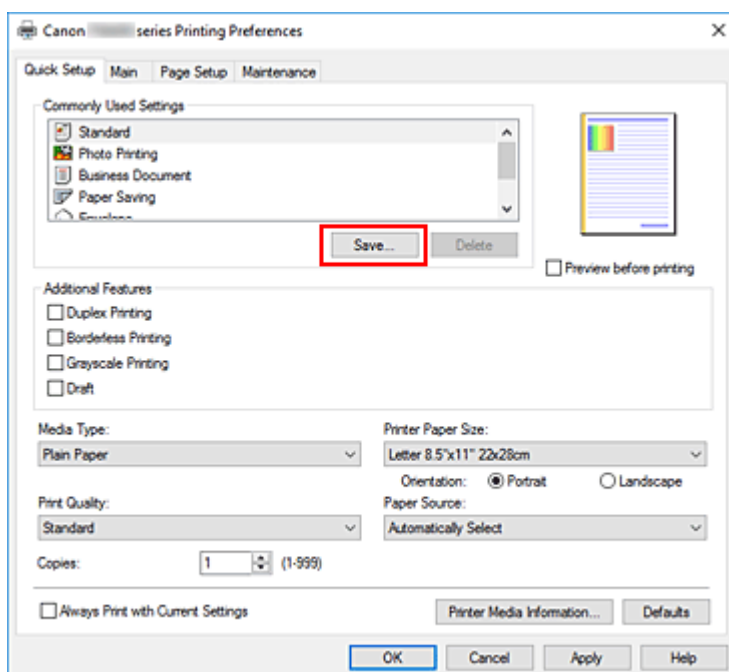 Canon series Printing Preferences
Quick Setup Main Page Setup Maintenance
Commonly Used Settings
Standard
Photo Printing
Business Document
Paper Saving
Envelope
Save... Delete
Preview before printing
Additional Features
Duplex Printing
Borderless Printing
Grayscale Printing
Draft
Media Type: Printer Paper Size:
Plain Paper Letter 8.5"x11" 22x28cm
Orientation: Portrait Landscape
Print Quality: Paper Source:
Standard Automatically Select
Copies: 1 (1-999)
Always Print with Current Settings Printer Media Information... Defaults
OK Cancel Apply Help